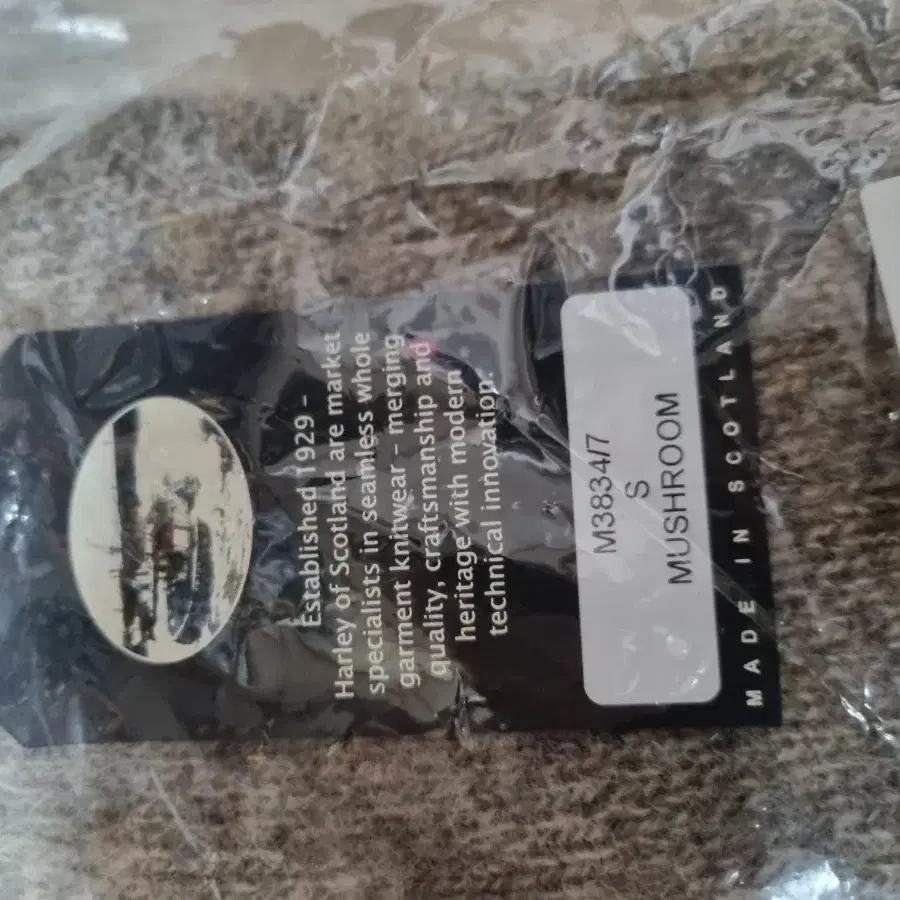 Established 1929 –
Harley of Scotland are market
specialists in seamless whole
garment knitwear – merging
quality, craftsmanship and
heritage with modern
technical innovation.
M3834/7
S
MUSHROOM
MADE IN SCOTLAND